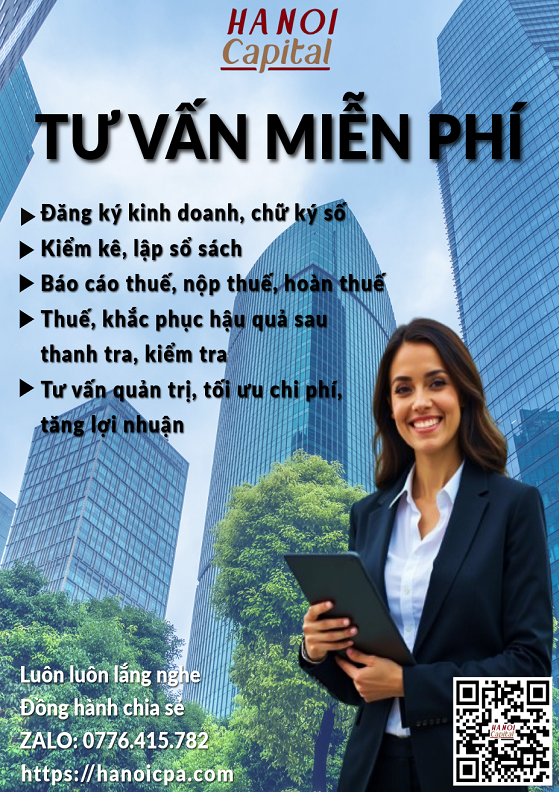 HANOI
Capital
TƯ VẤN MIỄN PHÍ
Đăng ký kinh doanh, chữ ký số
Kiểm kê, lập sổ sách
Báo cáo thuế, nộp thuế, hoàn thuế
Thuế, khắc phục hậu quả sau
thanh tra, kiểm tra
Tư vấn quản trị, tối ưu chi phí,
tăng lợi nhuận
Luôn luôn lắng nghe
Đồng hành chia sẻ
ZALO: 0776.415.782
https://hanoicpa.com
HANOI
Capital